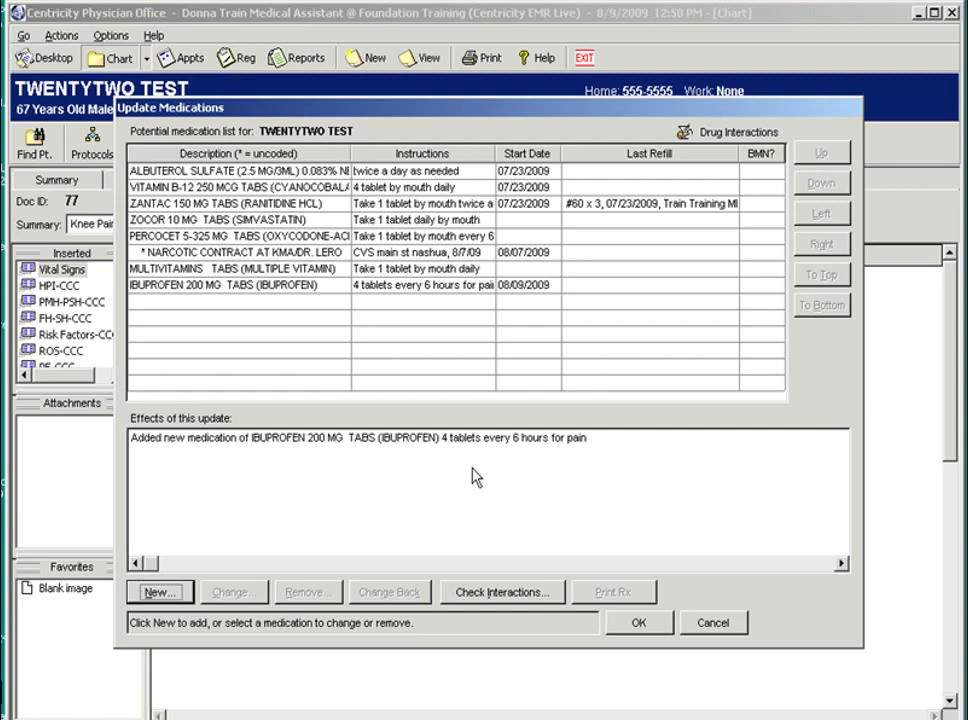 Centricity Physician Office - Donna Train Medical Assistant @ Foundation Training (Centricity EMR Live) - 8/9/2009 12:58 PM - [Chart]
Go Actions Options Help
Desktop Chart Appts Reg Reports New View Print Help EXIT
TWENTYTWO TEST Home: 555-5555 Work: None
67 Years Old Male
Update Medications
Find Pt. Protocols
Potential medication list for: TWENTYTWO TEST Drug Interactions
Description (* = uncoded) Instructions Start Date Last Refill BMN?
ALBUTEROL SULFATE (2.5 MG/3ML) 0.083% NE twice a day as needed 07/23/2009
VITAMIN B-12 250 MCG TABS (CYANOCOBALA 4 tablet by mouth daily 07/23/2009
ZANTAC 150 MG TABS (RANITIDINE HCL) Take 1 tablet by mouth twice a 07/23/2009 #60 x 3, 07/23/2009, Train Training MI
ZOCOR 10 MG TABS (SIMVASTATIN) Take 1 tablet daily by mouth
PERCOCET 5-325 MG TABS (OXYCODONE-ACI Take 1 tablet by mouth every 6
* NARCOTIC CONTRACT AT KMA/DR. LERO CVS main st nashua, 8/7/09 08/07/2009
MULTIVITAMINS TABS (MULTIPLE VITAMIN) Take 1 tablet by mouth daily
IBUPROFEN 200 MG TABS (IBUPROFEN) 4 tablets every 6 hours for pain 08/09/2009
Up
Down
Left
Right
To Top
To Bottom
Summary
Doc ID: 77
Summary: Knee Pain
Inserted
Vital Signs
HPI-CCC
PMH-PSH-CCC
FH-SH-CCC
Risk Factors-CCC
ROS-CCC
PE-CCC
Attachments
Favorites
Blank image
Effects of this update:
Added new medication of IBUPROFEN 200 MG TABS (IBUPROFEN) 4 tablets every 6 hours for pain
New... Change... Remove... Change Back Check Interactions... Print Rx
Click New to add, or select a medication to change or remove. OK Cancel